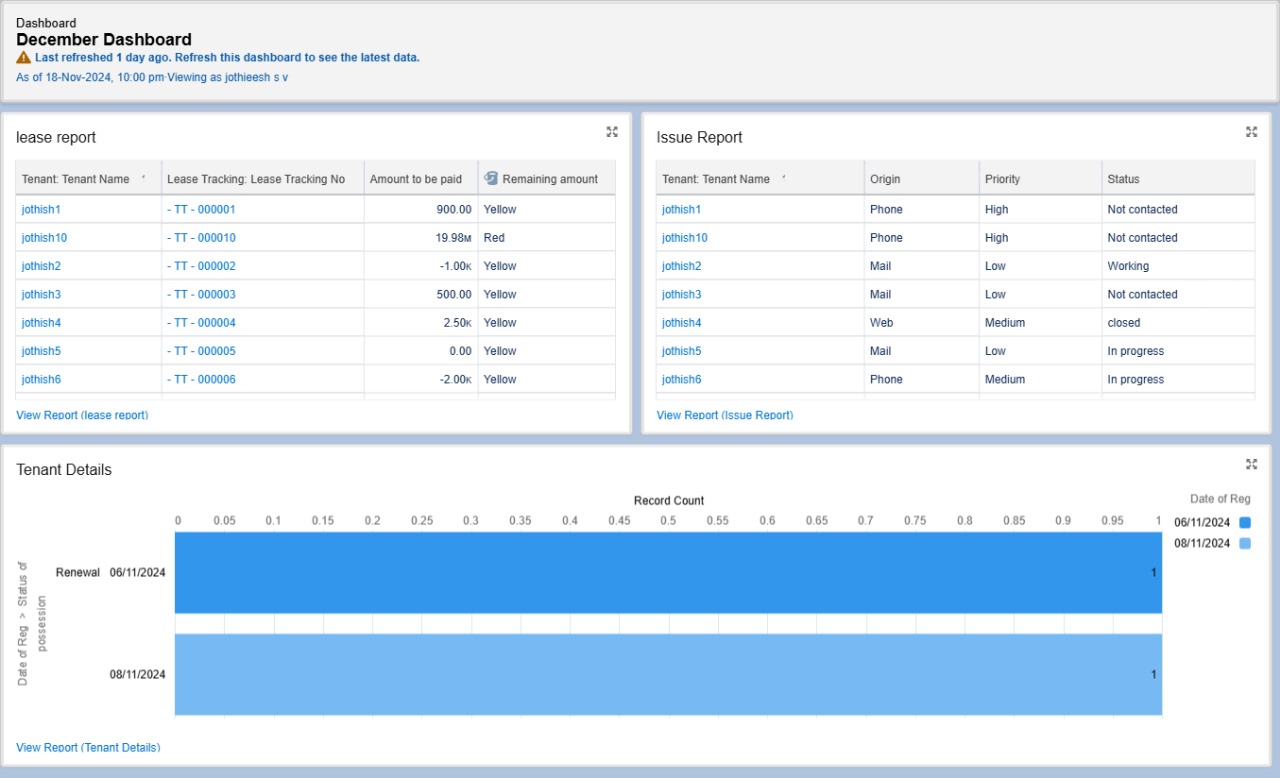 Dashboard
December Dashboard
Last refreshed 1 day ago. Refresh this dashboard to see the latest data.
As of 18-Nov-2024, 10:00 pm·Viewing as jothieesh s v
lease report
Tenant: Tenant Name Lease Tracking: Lease Tracking No Amount to be paid Remaining amount
jothish1 - TT - 000001 900.00 Yellow
jothish10 - TT - 000010 19.98M Red
jothish2 - TT - 000002 -1.00K Yellow
jothish3 - TT - 000003 500.00 Yellow
jothish4 - TT - 000004 2.50K Yellow
jothish5 - TT - 000005 0.00 Yellow
jothish6 - TT - 000006 -2.00K Yellow
View Report (lease report)
Issue Report
Tenant: Tenant Name Origin Priority Status
jothish1 Phone High Not contacted
jothish10 Phone High Not contacted
jothish2 Mail Low Working
jothish3 Mail Low Not contacted
jothish4 Web Medium closed
jothish5 Mail Low In progress
jothish6 Phone Medium In progress
View Report (Issue Report)
Tenant Details
Record Count
0 0.05 0.1 0.15 0.2 0.25 0.3 0.35 0.4 0.45 0.5 0.55 0.6 0.65 0.7 0.75 0.8 0.85 0.9 0.95 1
Date of Reg > Status of
possession
Renewal 06/11/2024 1
08/11/2024 1
Date of Reg
06/11/2024
08/11/2024
View Report (Tenant Details)